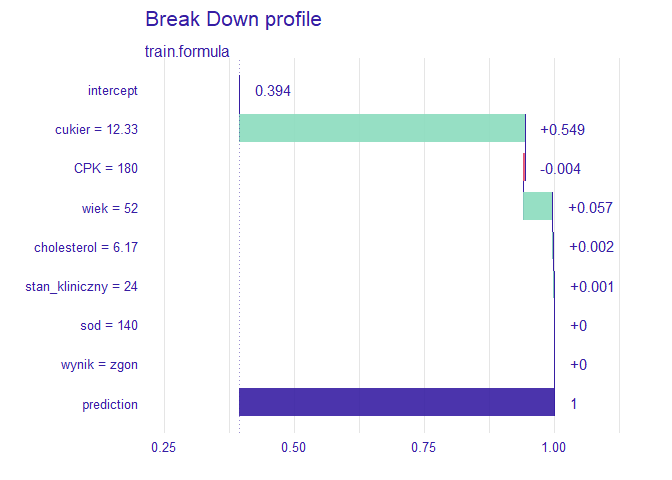 Break Down profile
train.formula
intercept 0.394
cukier = 12.33 +0.549
CPK = 180 -0.004
wiek = 52 +0.057
cholesterol = 6.17 +0.002
stan_kliniczny = 24 +0.001
sod = 140 +0
wynik = zgon +0
prediction 1
0.25 0.50 0.75 1.00